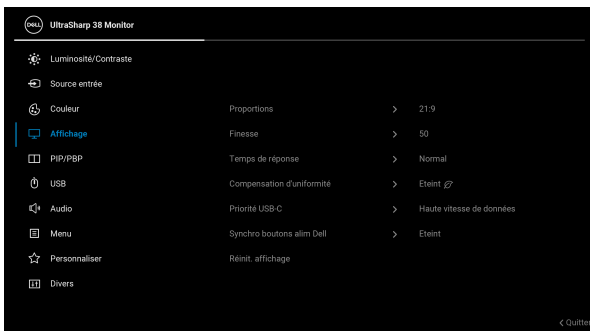 DELL UltraSharp 38 Monitor
Luminosité/Contraste
Source entrée
Couleur Proportions > 21:9
Affichage Finesse > 50
PIP/PBP Temps de réponse > Normal
USB Compensation d'uniformité > Eteint
Audio Priorité USB-C > Haute vitesse de données
Menu Synchro boutons alim Dell > Eteint
Personnaliser Réinit. affichage
Divers
< Quitter